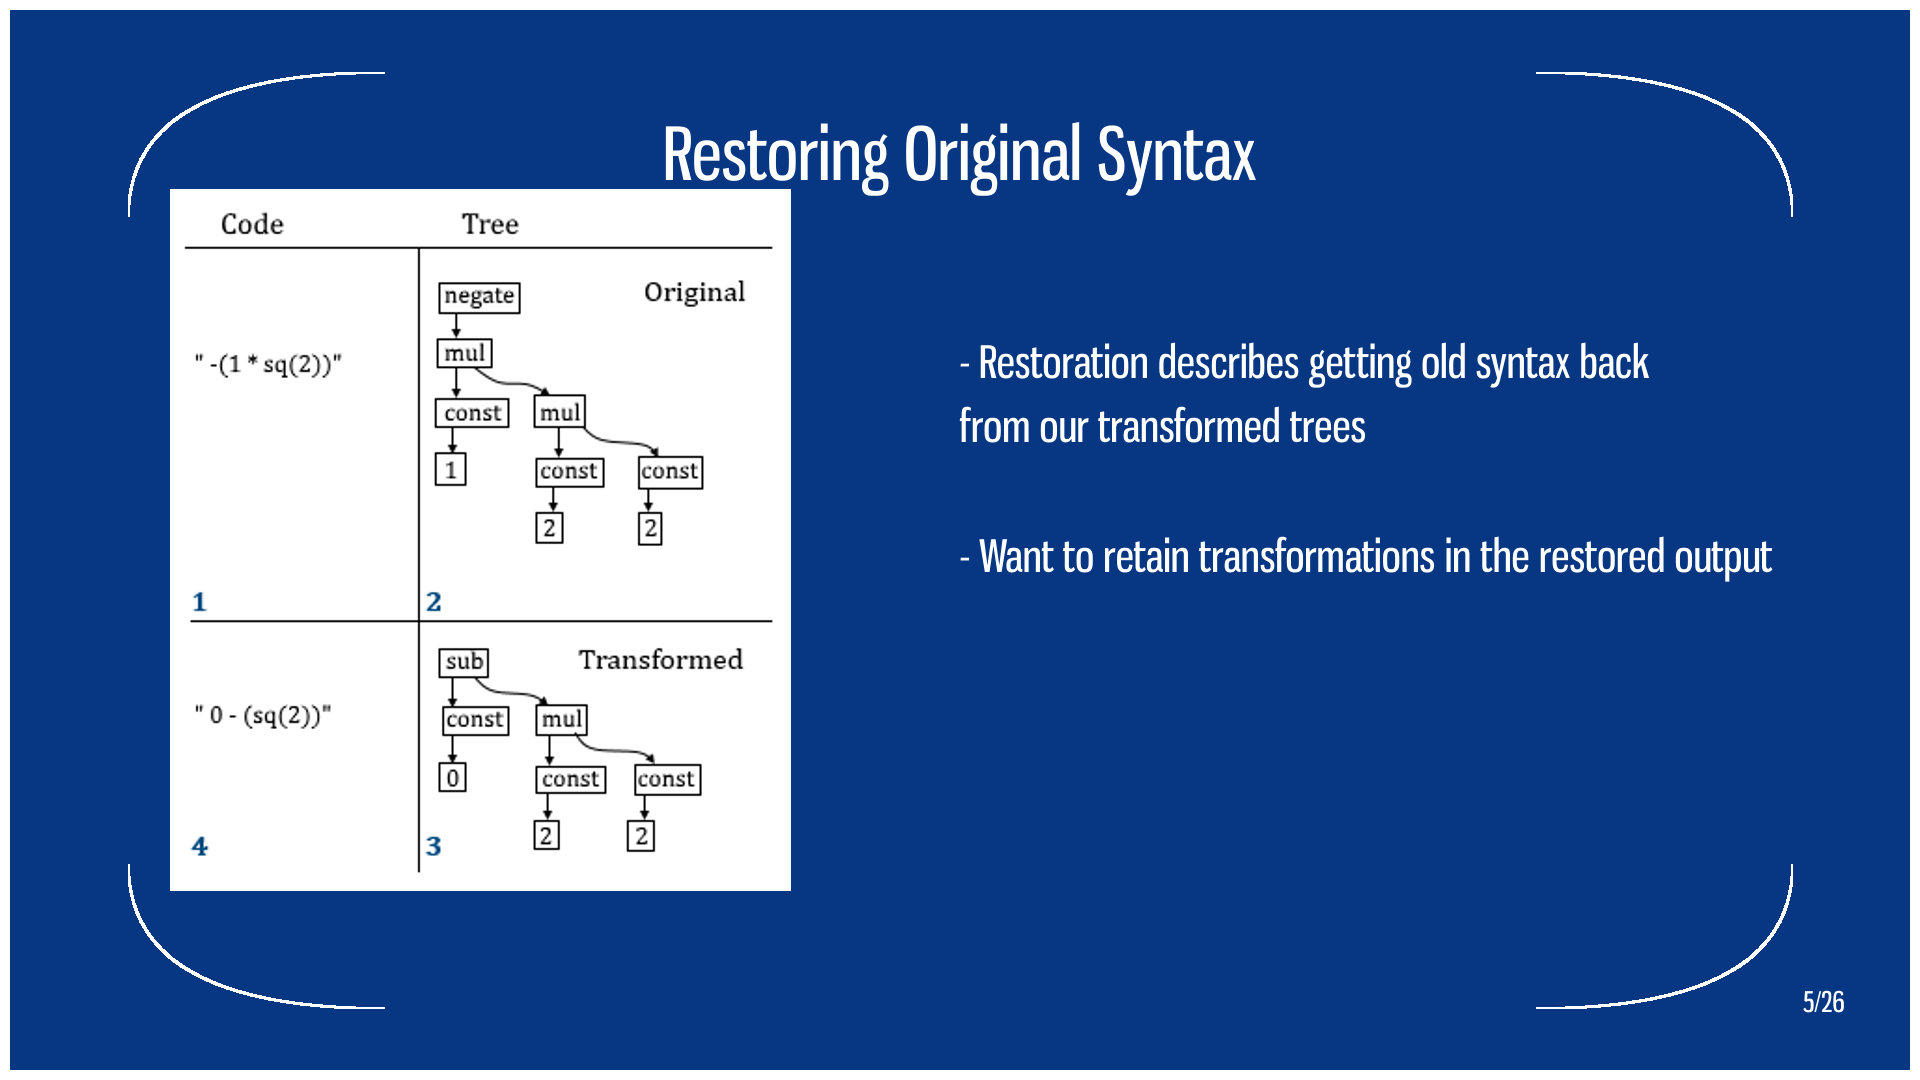 Restoring Original Syntax
Code Tree
Original
negate
" -(1 * sq(2))"
mul
const mul
1
const const
2 2
1 2
Transformed
sub
" 0 - (sq(2))"
const mul
0
const const
2 2
4 3
- Restoration describes getting old syntax back
from our transformed trees
- Want to retain transformations in the restored output
5/26